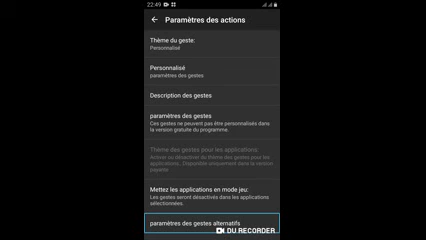 22:49
Paramètres des actions
Thème du geste:
Personnalisé
Personnalisé
paramètres des gestes
Description des gestes
paramètres des gestes
Ces gestes ne peuvent pas être personnalisés dans
la version gratuite du programme.
Thème des gestes pour les applications:
Activer ou désactiver du thème des gestes pour
les applications. Disponible uniquement dans la version
payante.
Mettez les applications en mode jeu:
Les gestes seront désactivés dans les applications
sélectionnées.
paramètres des gestes alternatifs
DU RECORDER